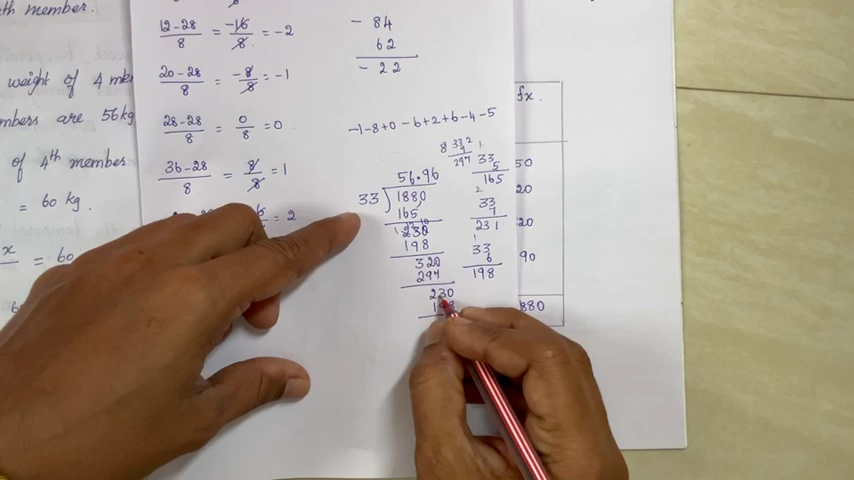 th member.
weight of 4 mem
mbers are 56kg
of 4th member
= 60 kg.
x = 60
12-28/8 = -16/8 = -2
20-28/8 = -8/8 = -1
28-28/8 = 0/8 = 0
36-28/8 = 8/8 = 1
= 2
- 84
62
- 22
-1-8+0-6+2+6-4-5
56.96
33 ) 1880
165
230
198
320
297
230
33
5
165
33
7
231
33
6
198
297
fx.
50
20
20
90
880